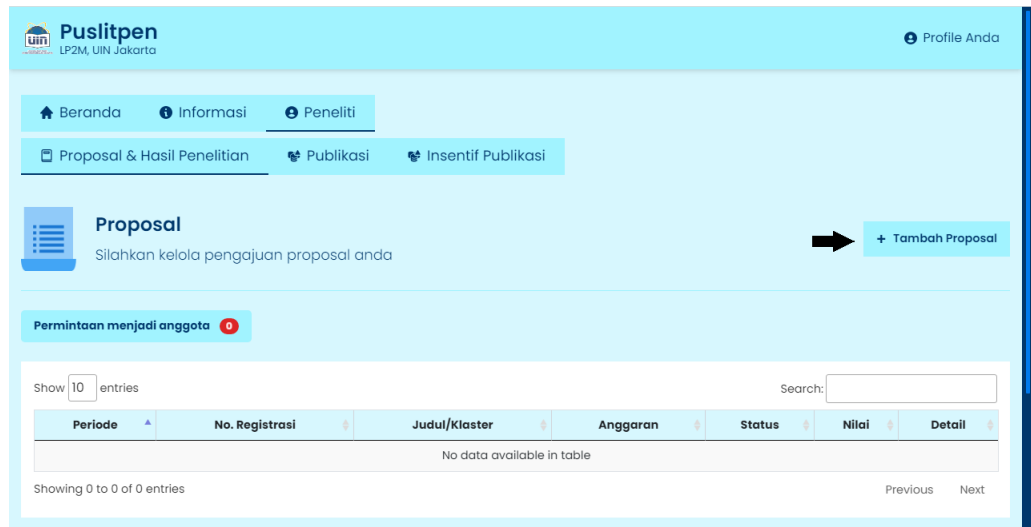 Puslitpen
LP2M, UIN Jakarta
Profile Anda
Beranda Informasi Peneliti
Proposal & Hasil Penelitian Publikasi Insentif Publikasi
Proposal
Silahkan kelola pengajuan proposal anda
+ Tambah Proposal
Permintaan menjadi anggota 0
Show 10 entries Search:
Periode No. Registrasi Judul/Klaster Anggaran Status Nilai Detail
No data available in table
Showing 0 to 0 of 0 entries Previous Next